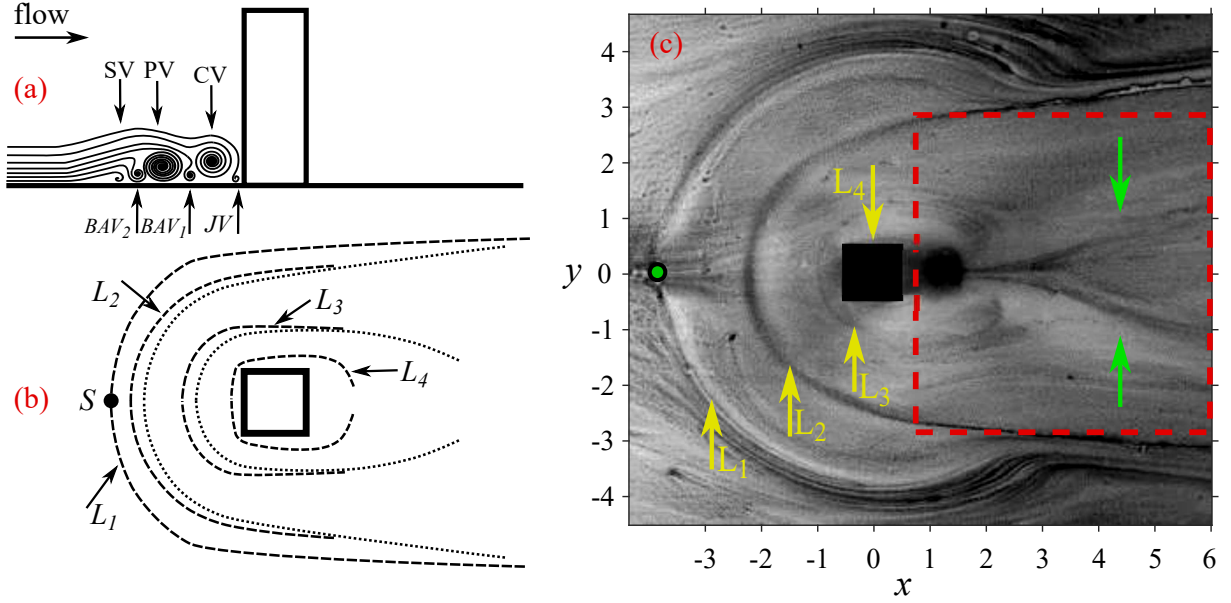 flow
(a)
SV PV CV
BAV₂ BAV₁ JV
(b)
L₂
L₃
L₄
S
L₁
(c)
y
4
3
2
1
0
-1
-2
-3
-4
L₄
L₃
L₂
L₁
-3 -2 -1 0 1 2 3 4 5 6
x